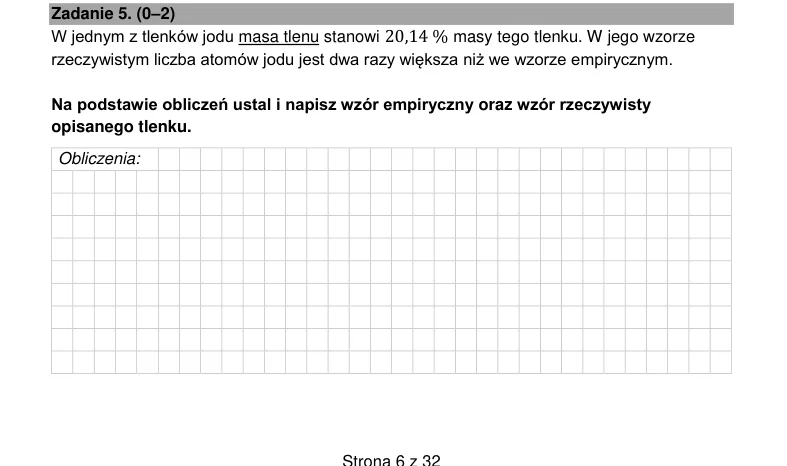 Zadanie 5. (0–2)
W jednym z tlenków jodu masa tlenu stanowi 20,14 % masy tego tlenku. W jego wzorze
rzeczywistym liczba atomów jodu jest dwa razy większa niż we wzorze empirycznym.
Na podstawie obliczeń ustal i napisz wzór empiryczny oraz wzór rzeczywisty
opisanego tlenku.
Obliczenia:
Strona 6 z 32